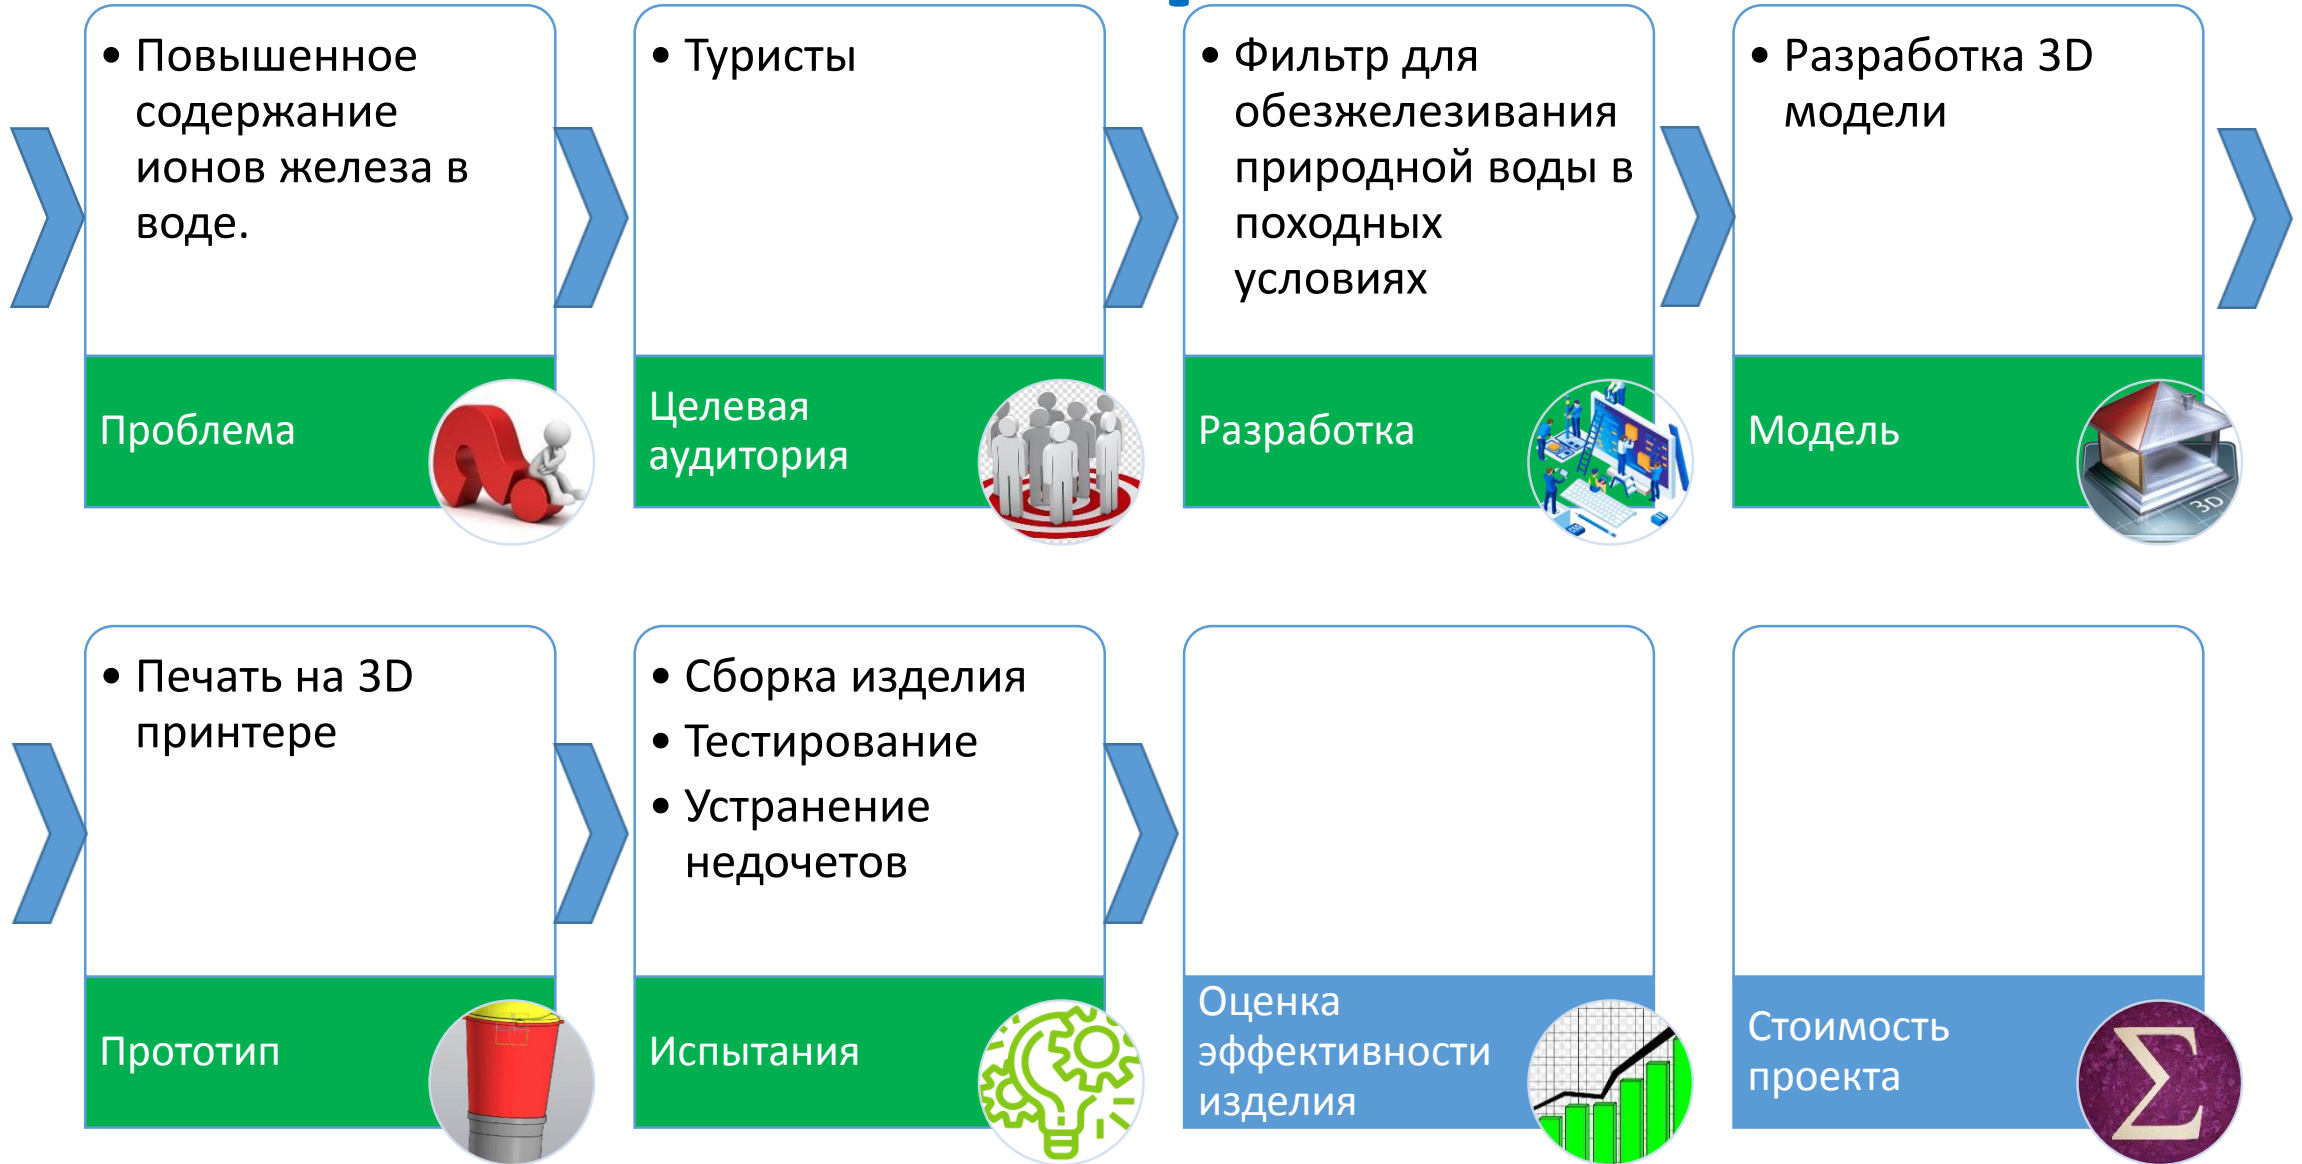 • Повышенное
содержание
ионов железа в
воде.
Проблема
• Туристы
Целевая
аудитория
• Фильтр для
обезжелезивания
природной воды в
походных
условиях
Разработка
• Разработка 3D
модели
Модель
3D
• Печать на 3D
принтере
Прототип
• Сборка изделия
• Тестирование
• Устранение
недочетов
Испытания
Оценка
эффективности
изделия
Стоимость
проекта
Σ